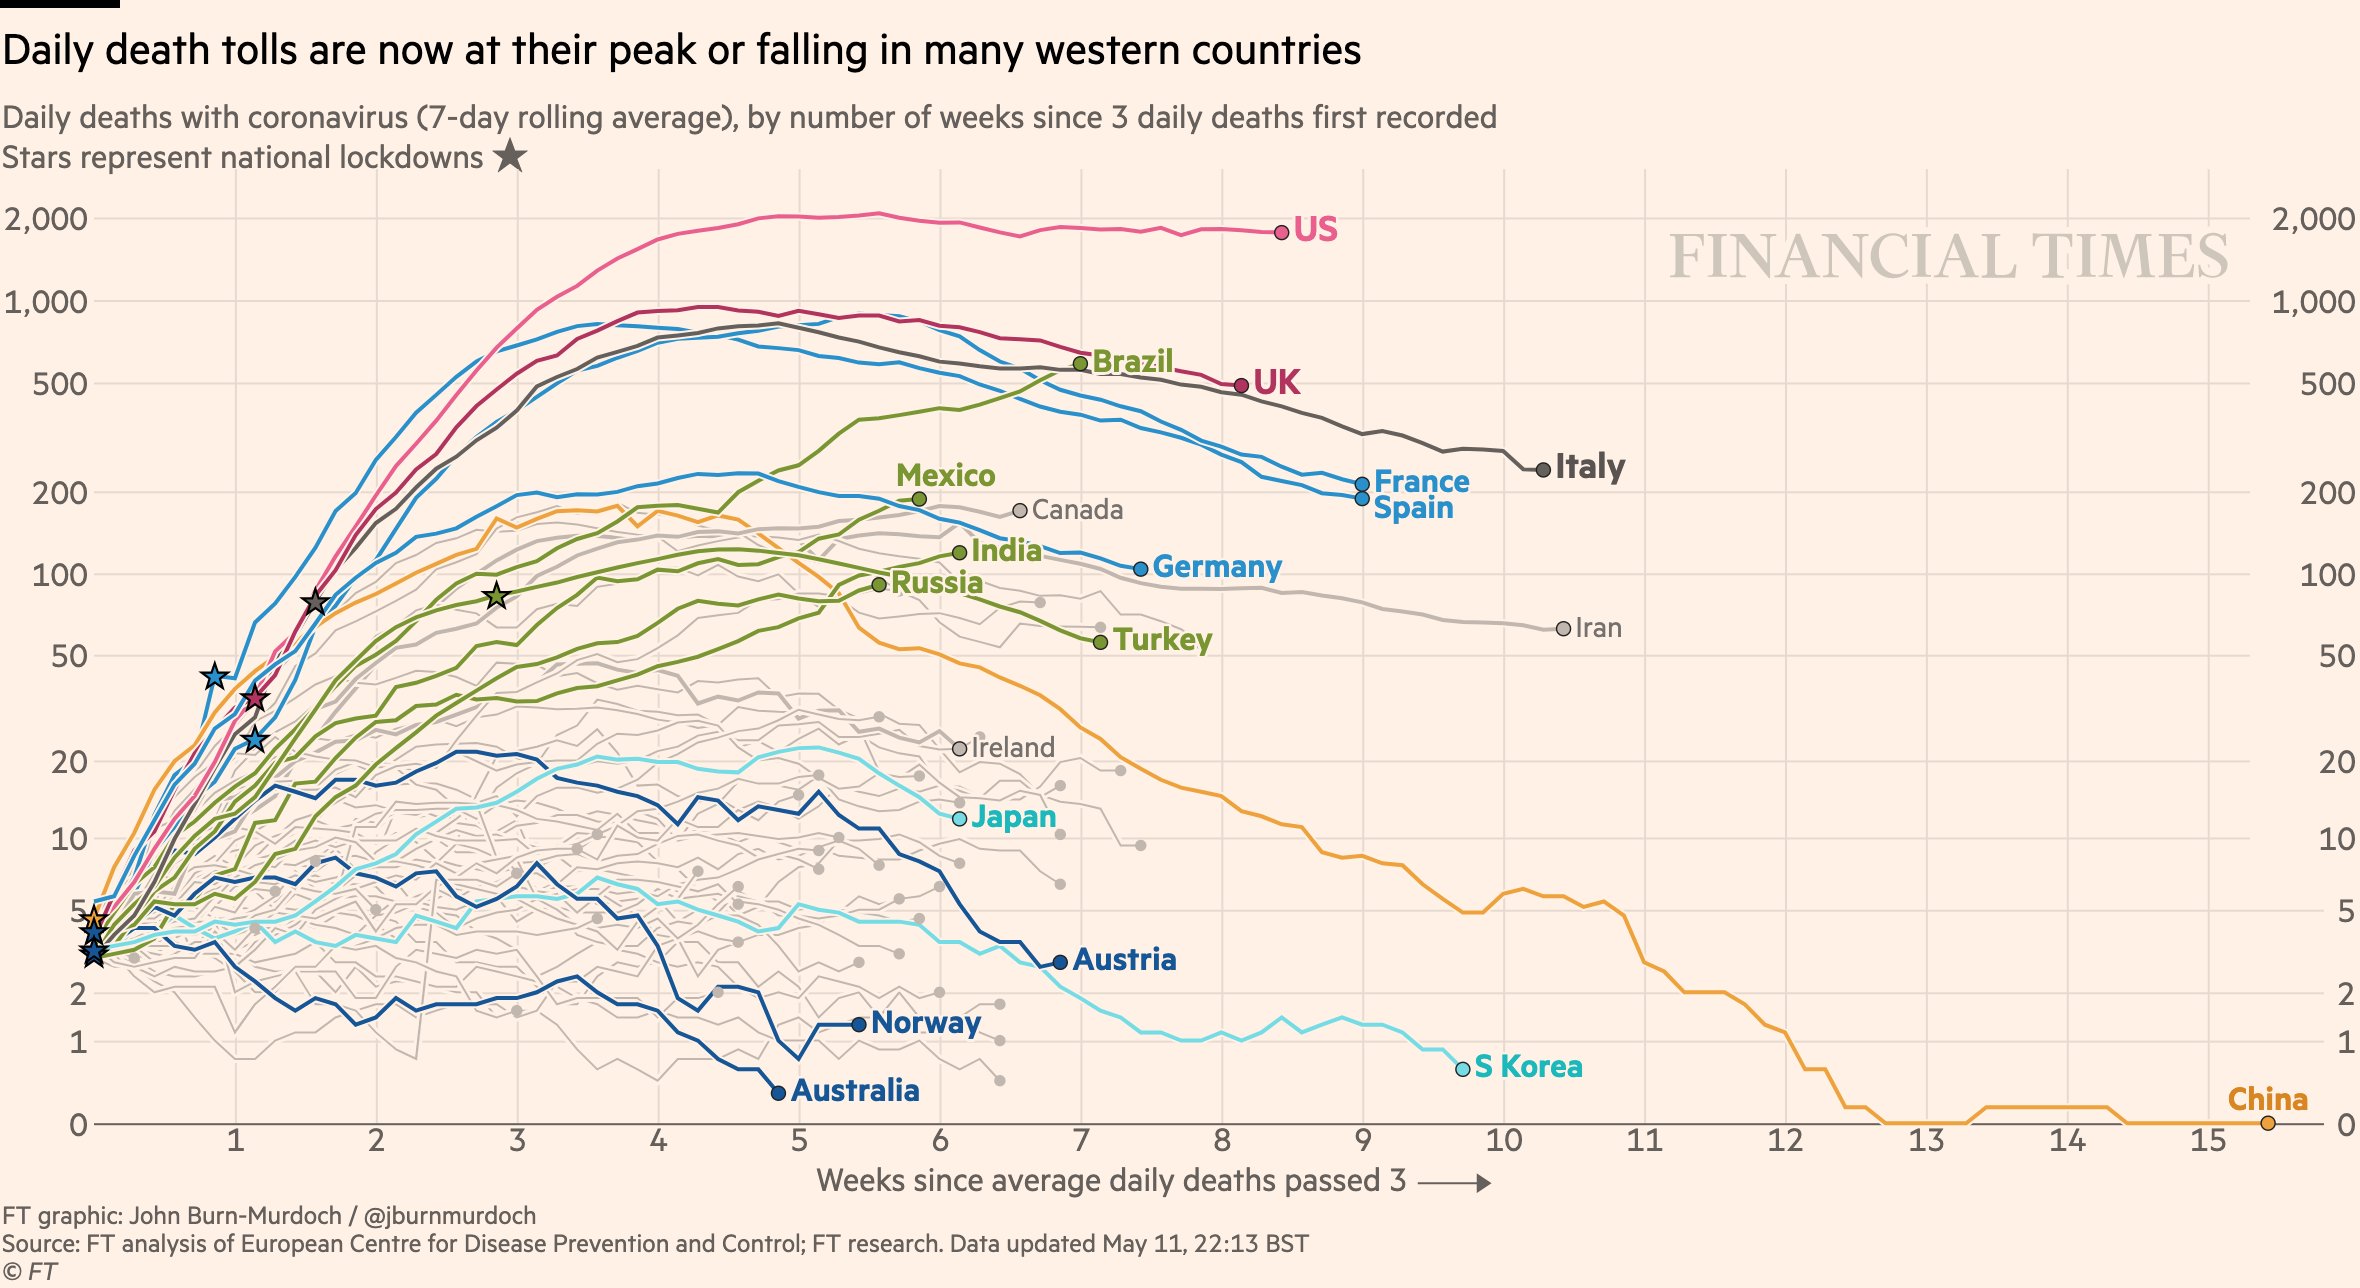 Daily death tolls are now at their peak or falling in many western countries
Daily deaths with coronavirus (7-day rolling average), by number of weeks since 3 daily deaths first recorded
Stars represent national lockdowns
FINANCIAL TIMES
2,000
1,000
500
200
100
50
20
10
5
2
1
0
US
Brazil
UK
Mexico
Canada
Italy
France
Spain
India
Germany
Russia
Iran
Turkey
Ireland
Japan
Austria
Norway
S Korea
Australia
China
2,000
1,000
500
200
100
50
20
10
5
2
1
0
1 2 3 4 5 6 7 8 9 10 11 12 13 14 15
Weeks since average daily deaths passed 3
FT graphic: John Burn-Murdoch / @jburnmurdoch
Source: FT analysis of European Centre for Disease Prevention and Control; FT research. Data updated May 11, 22:13 BST
© FT